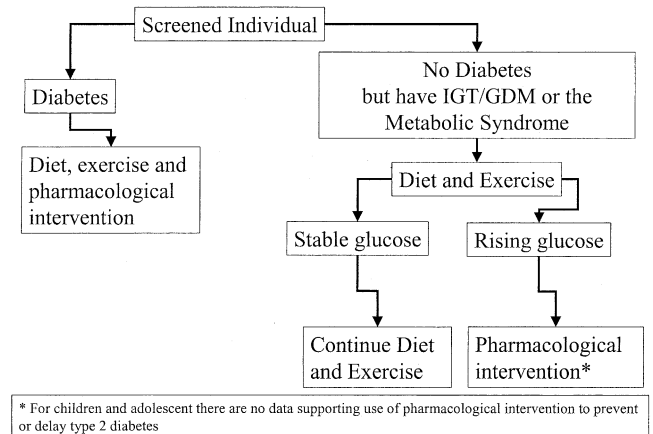 Screened Individual
Diabetes
No Diabetes
but have IGT/GDM or the
Metabolic Syndrome
Diet, exercise and
pharmacological
intervention
Diet and Exercise
Stable glucose
Rising glucose
Continue Diet
and Exercise
Pharmacological
intervention*
* For children and adolescent there are no data supporting use of pharmacological intervention to prevent
or delay type 2 diabetes